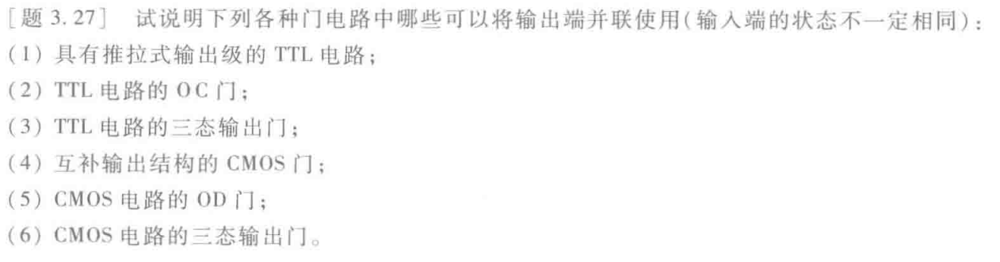 [题 3.27] 试说明下列各种门电路中哪些可以将输出端并联使用(输入端的状态不一定相同):
(1) 具有推拉式输出级的 TTL 电路;
(2) TTL 电路的 OC 门;
(3) TTL 电路的三态输出门;
(4) 互补输出结构的 CMOS 门;
(5) CMOS 电路的 OD 门;
(6) CMOS 电路的三态输出门。